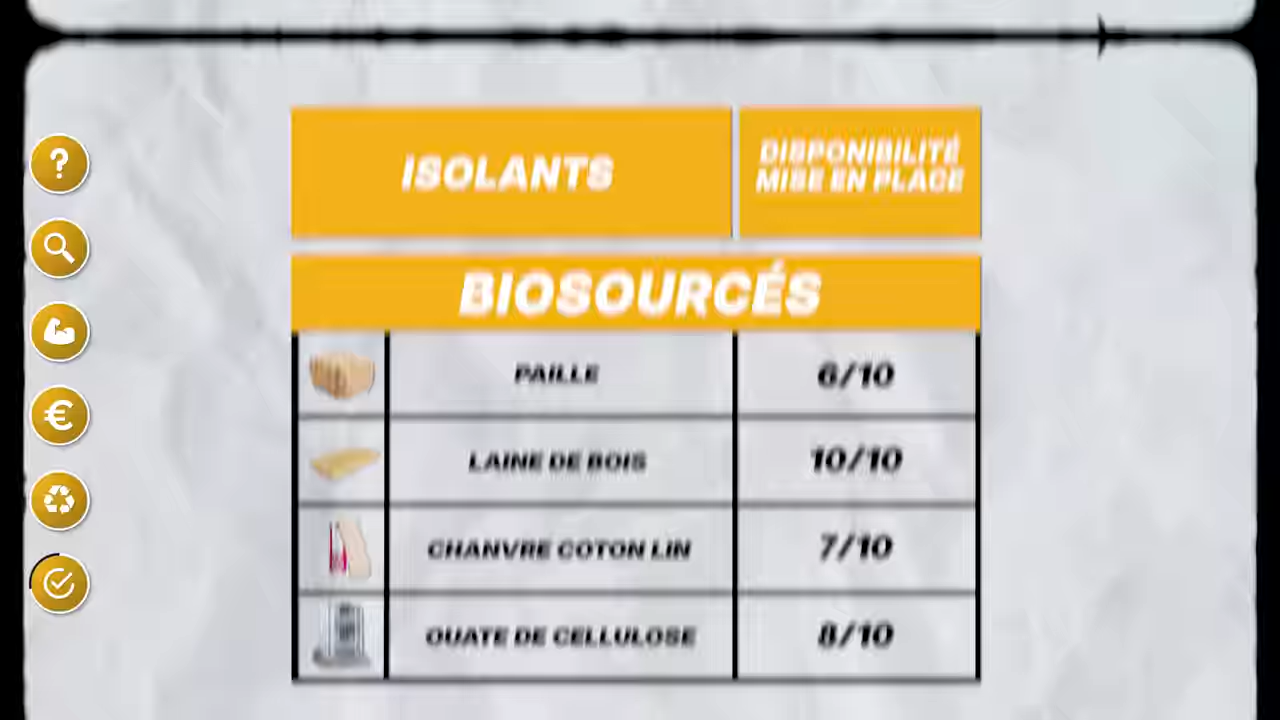 ISOLANTS
DISPONIBILITÉ
MISE EN PLACE
BIOSOURCÉS
PAILLE 6/10
LAINE DE BOIS 10/10
CHANVRE COTON LIN 7/10
OUATE DE CELLULOSE 8/10
?
€